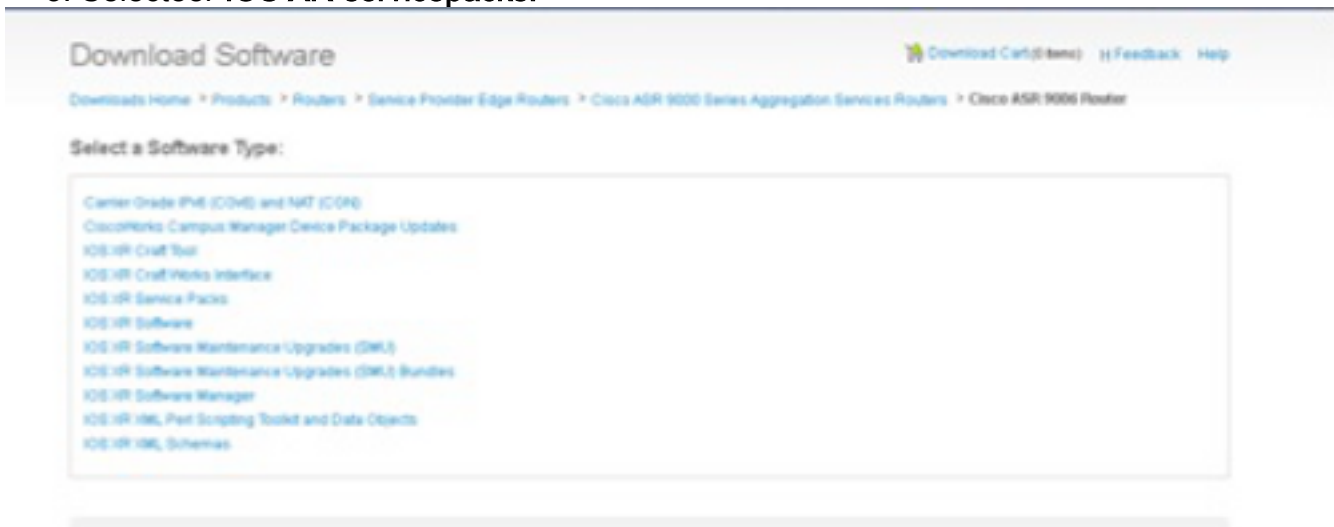 Download Software
Download Cart (0 items) Feedback Help
Downloads Home > Products > Routers > Service Provider Edge Routers > Cisco ASR 9000 Series Aggregation Services Routers > Cisco ASR 9006 Router
Select a Software Type:
Carrier Grade IPv6 (CGv6) and NAT (CGN)
CiscoWorks Campus Manager Device Package Updates
IOS XR Craft Tool
IOS XR Craft Works Interface
IOS XR Service Packs
IOS XR Software
IOS XR Software Maintenance Upgrades (SMU)
IOS XR Software Maintenance Upgrades (SMU) Bundles
IOS XR Software Manager
IOS XR XML Perl Scripting Toolkit and Data Objects
IOS XR XML Schemas